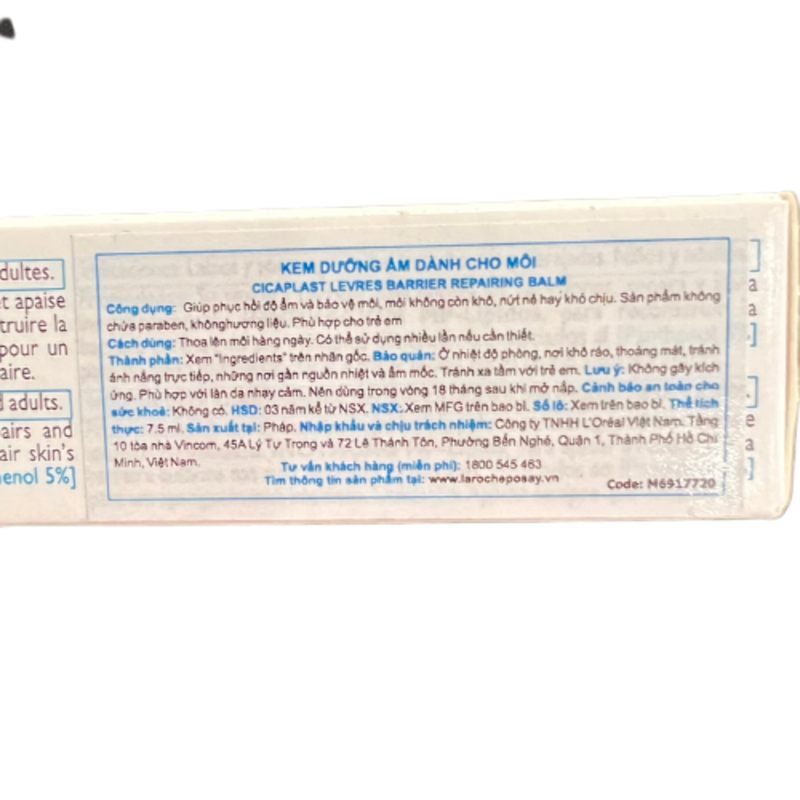 dultes.
et apaise
truire la
pour un
aire.
d adults.
airs and
air skin's
enol 5%]
KEM DƯỠNG ẨM DÀNH CHO MÔI
CICAPLAST LEVRES BARRIER REPAIRING BALM
Công dụng: Giúp phục hồi độ ẩm và bảo vệ môi, môi không còn khô, nứt nẻ hay khó chịu. Sản phẩm không
chứa paraben, khônghương liệu. Phù hợp cho trẻ em
Cách dùng: Thoa lên môi hàng ngày. Có thể sử dụng nhiều lần nếu cần thiết.
Thành phần: Xem "Ingredients" trên nhãn gốc. Bảo quản: Ở nhiệt độ phòng, nơi khô ráo, thoáng mát, tránh
ánh nắng trực tiếp, những nơi gần nguồn nhiệt và ẩm mốc. Tránh xa tầm với trẻ em. Lưu ý: Không gây kích
ứng. Phù hợp với làn da nhạy cảm. Nên dùng trong vòng 18 tháng sau khi mở nắp. Cảnh báo an toàn cho
sức khoẻ: Không có. HSD: 03 năm kể từ NSX. NSX: Xem MFG trên bao bì. Số lô: Xem trên bao bì. Thể tích
thực: 7.5 ml. Sản xuất tại: Pháp. Nhập khẩu và chịu trách nhiệm: Công ty TNHH L'Oréal Việt Nam. Tầng
10 tòa nhà Vincom, 45A Lý Tự Trọng và 72 Lê Thánh Tôn, Phường Bến Nghé, Quận 1, Thành Phố Hồ Chí
Minh, Việt Nam.
Tư vấn khách hàng (miễn phí): 1800 545 463
Tìm thông tin sản phẩm tại: www.larocheposay.vn
Code: M6917720